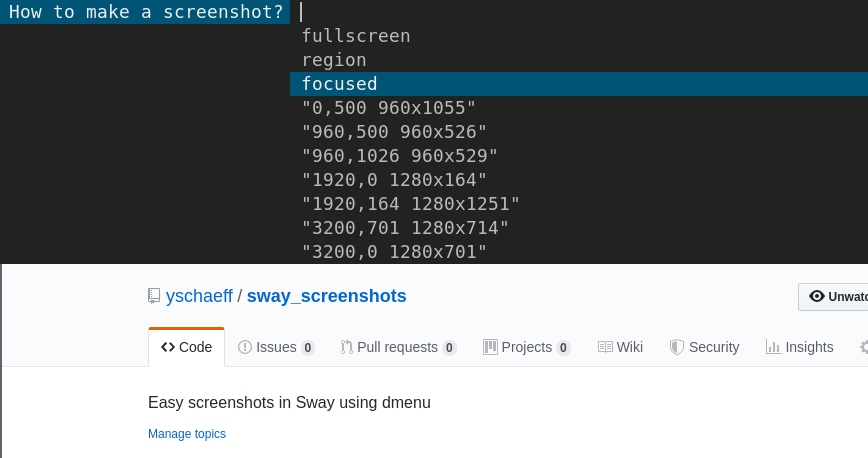 How to make a screenshot?
fullscreen
region
focused
"0,500 960x1055"
"960,500 960x526"
"960,1026 960x529"
"1920,0 1280x164"
"1920,164 1280x1251"
"3200,701 1280x714"
"3200,0 1280x701"
yschaeff / sway_screenshots
Unwatc
Code Issues 0 Pull requests 0 Projects 0 Wiki Security Insights
Easy screenshots in Sway using dmenu
Manage topics